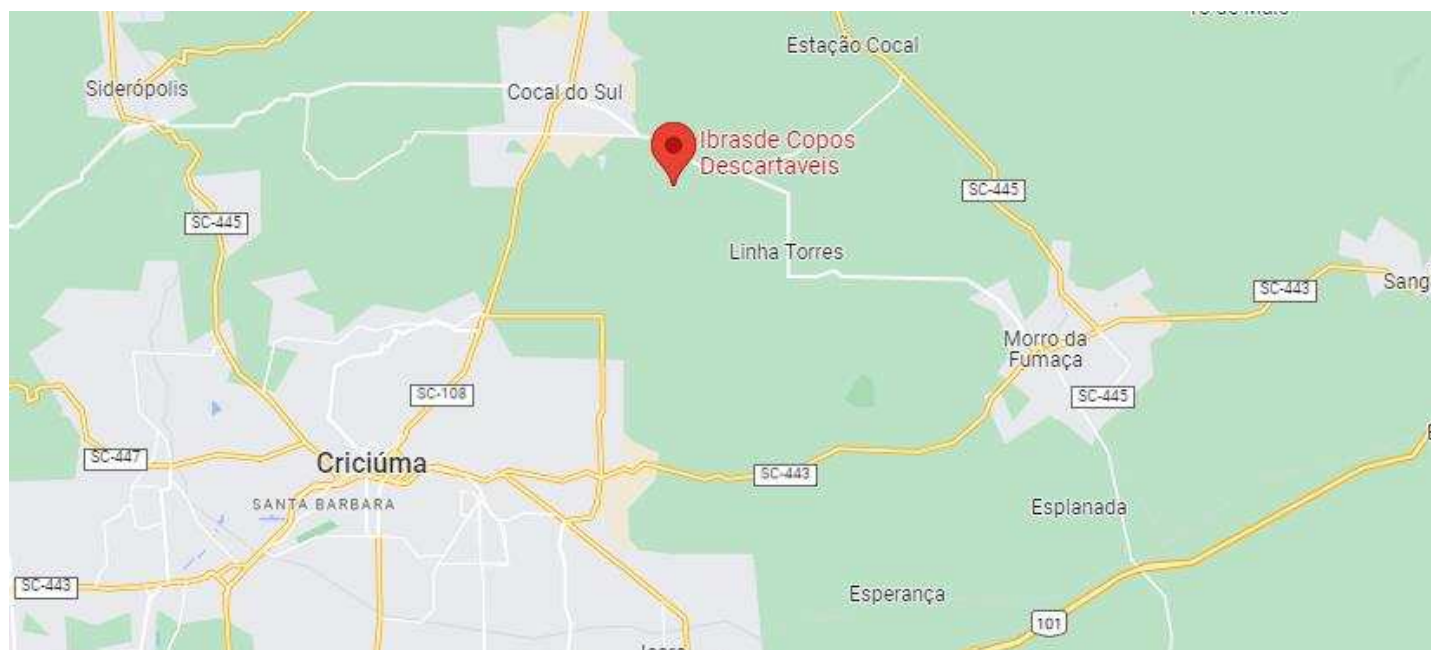 Siderópolis
Cocal do Sul
Estação Cocal
Ibrasde Copos
Descartaveis
SC-445
SC-445
Linha Torres
SC-443
Sang
Morro da
Fumaça
SC-108
SC-445
SC-447
Criciúma
SC-443
SANTA BARBARA
Esplanada
SC-443
Esperança
101